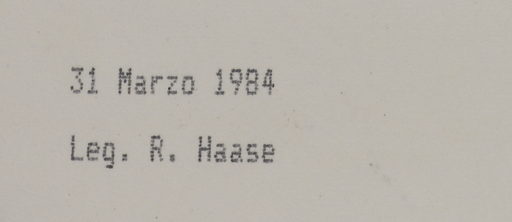 31 Marzo 1984
Leg. R. Haase